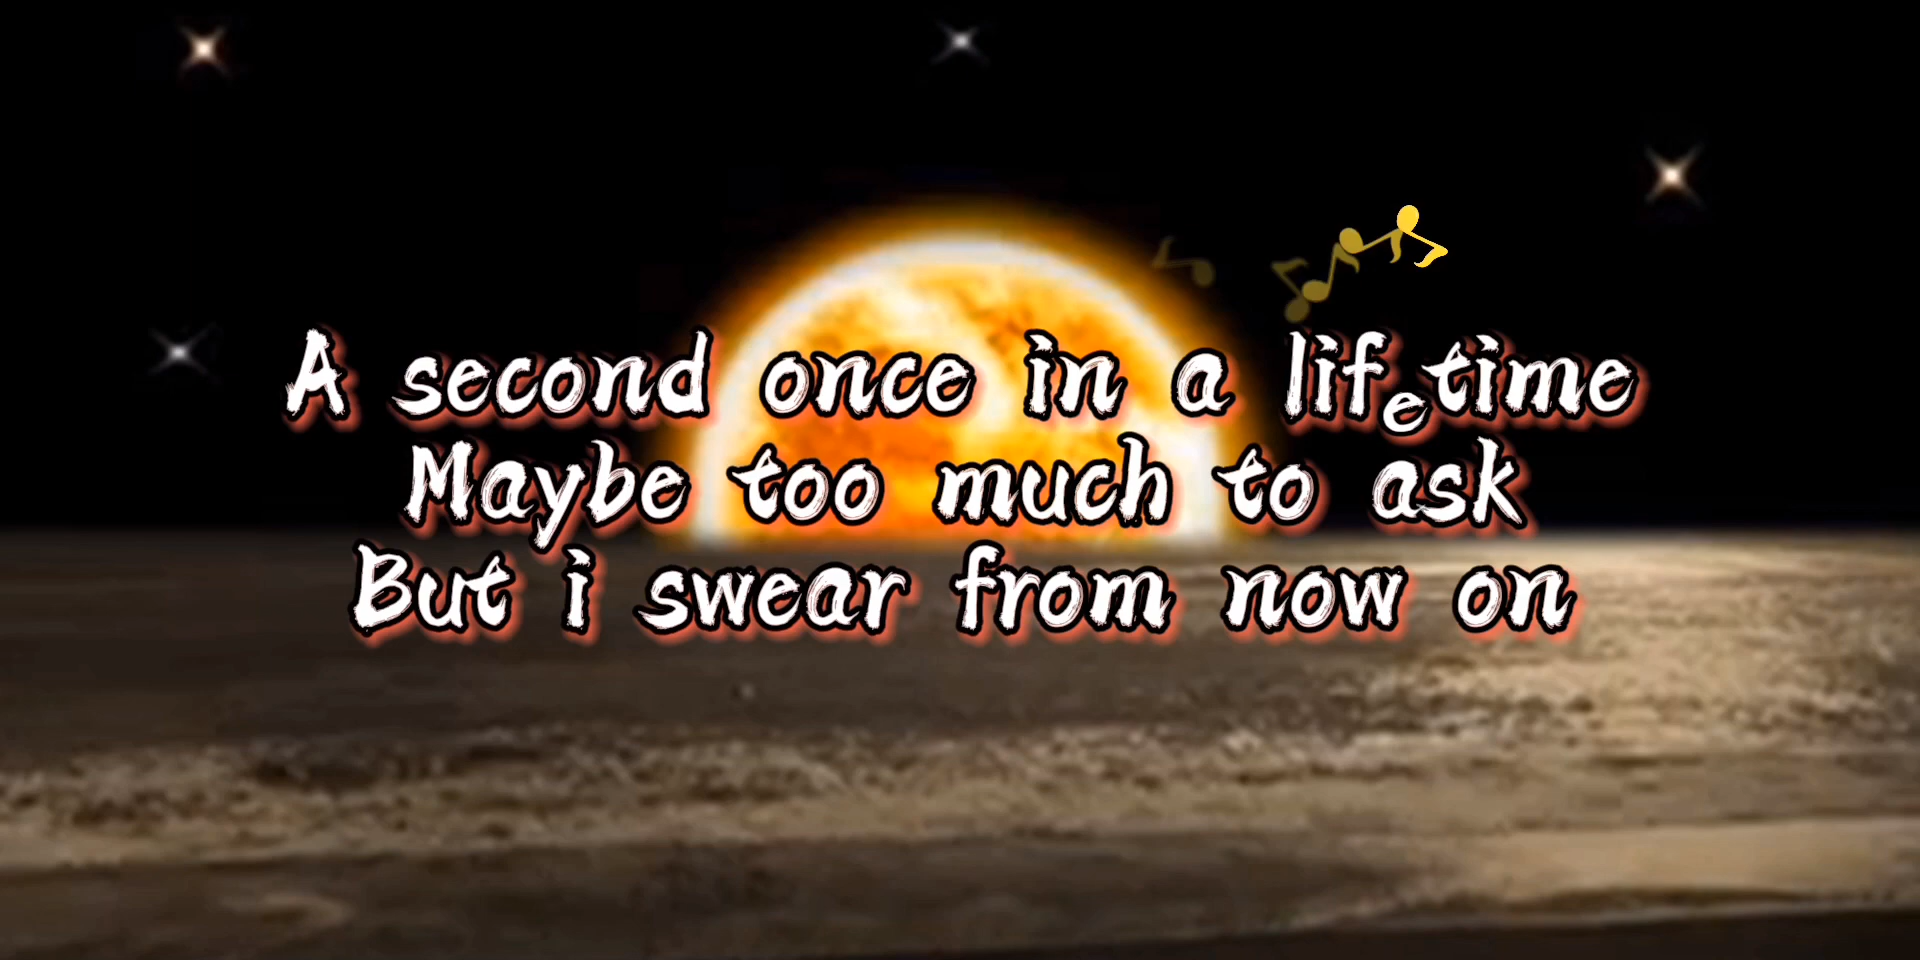 A second once in a lifetime
Maybe too much to ask
But i swear from now on